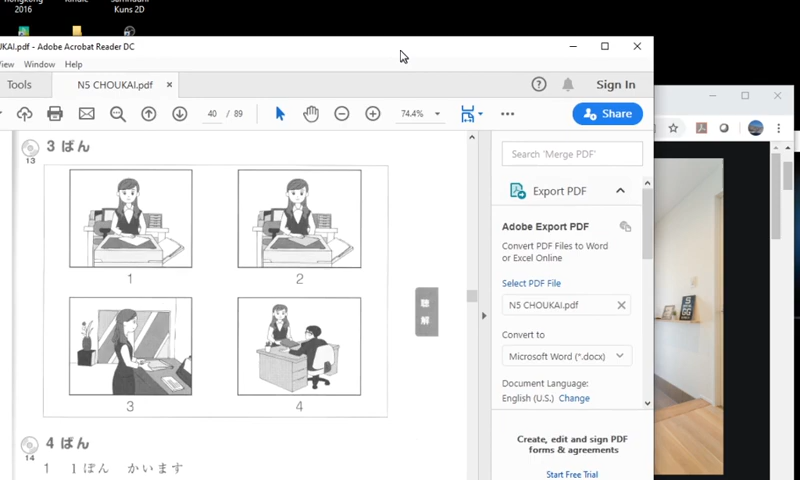 2016
Kuns 2D
UKAI.pdf - Adobe Acrobat Reader DC
View Window Help
Tools
N5 CHOUKAI.pdf
Sign In
40 / 89
74.4%
Share
13
3 ばん
1
2
3
4
聴解
14
4 ばん
1 1 ぽん かいます
Search 'Merge PDF'
Export PDF
Adobe Export PDF
Convert PDF Files to Word
or Excel Online
Select PDF File
N5 CHOUKAI.pdf
Convert to
Microsoft Word (*.docx)
Document Language:
English (U.S.) Change
Create, edit and sign PDF
forms & agreements
Start Free Trial